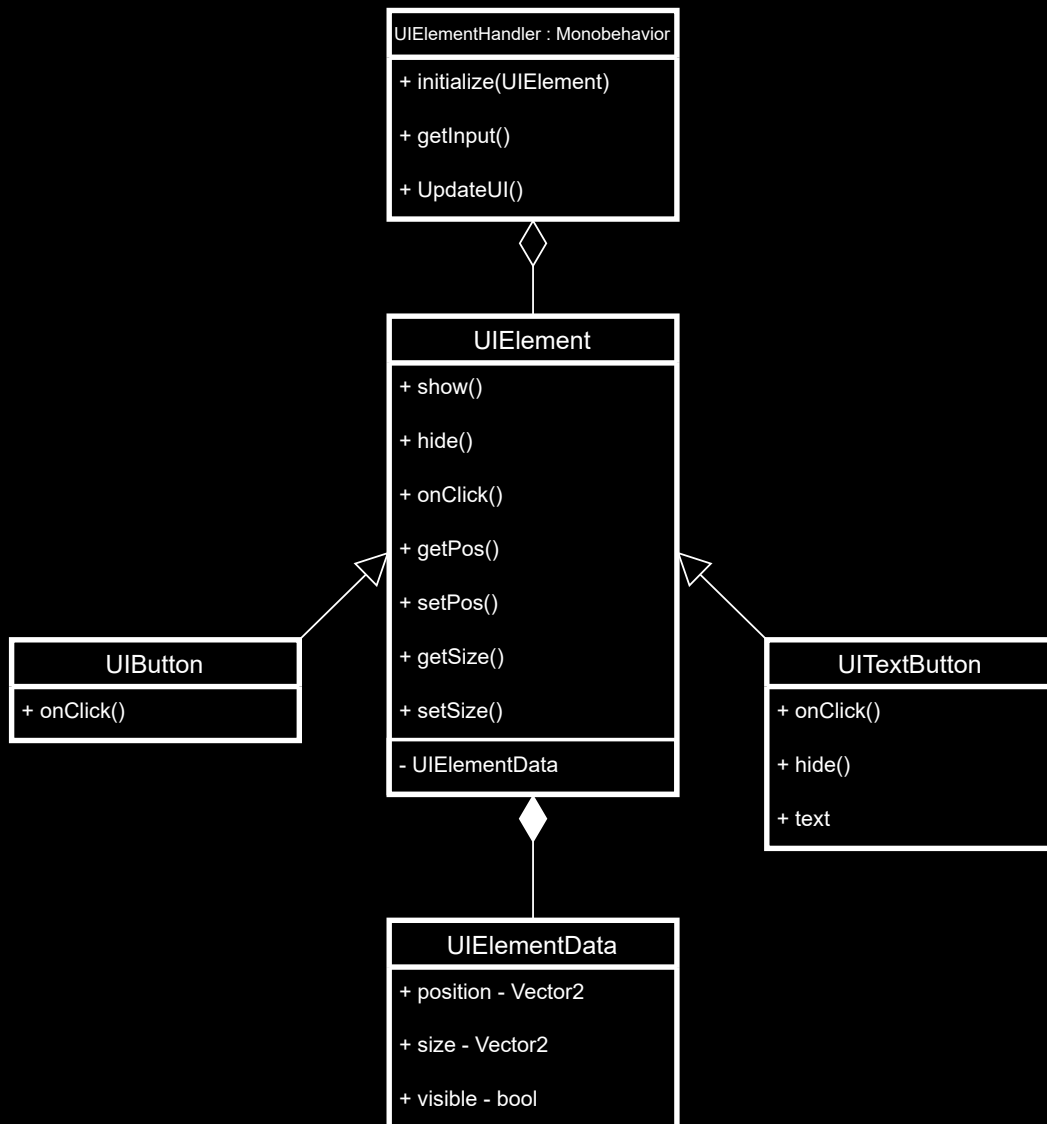 UIElementHandler : Monobehavior
+ initialize(UIElement)
+ getInput()
+ UpdateUI()
UIElement
+ show()
+ hide()
+ onClick()
+ getPos()
+ setPos()
+ getSize()
+ setSize()
- UIElementData
UIButton
+ onClick()
UITextButton
+ onClick()
+ hide()
+ text
UIElementData
+ position - Vector2
+ size - Vector2
+ visible - bool